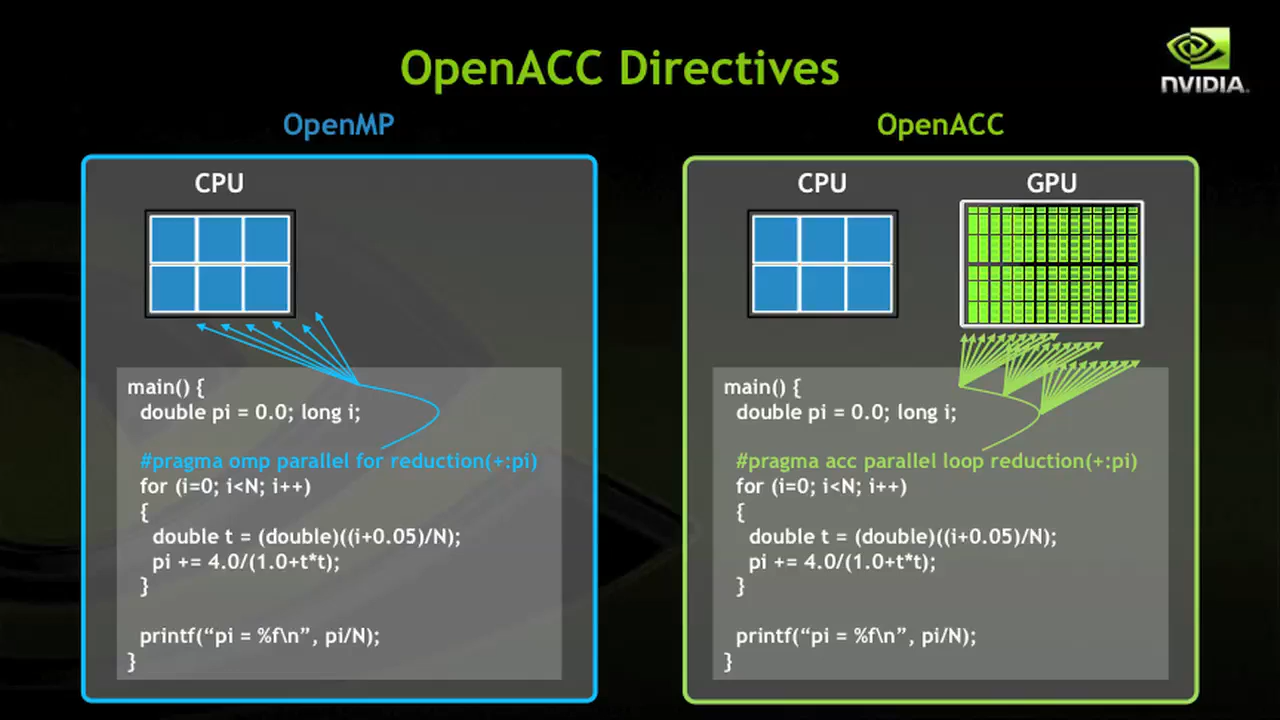 OpenACC Directives
NVIDIA.
OpenMP
CPU
main() {
double pi = 0.0; long i;
#pragma omp parallel for reduction(+:pi)
for (i=0; i<N; i++)
{
double t = (double)((i+0.05)/N);
pi += 4.0/(1.0+t*t);
}
printf(“pi = %f\n”, pi/N);
}
OpenACC
CPU
GPU
main() {
double pi = 0.0; long i;
#pragma acc parallel loop reduction(+:pi)
for (i=0; i<N; i++)
{
double t = (double)((i+0.05)/N);
pi += 4.0/(1.0+t*t);
}
printf(“pi = %f\n”, pi/N);
}